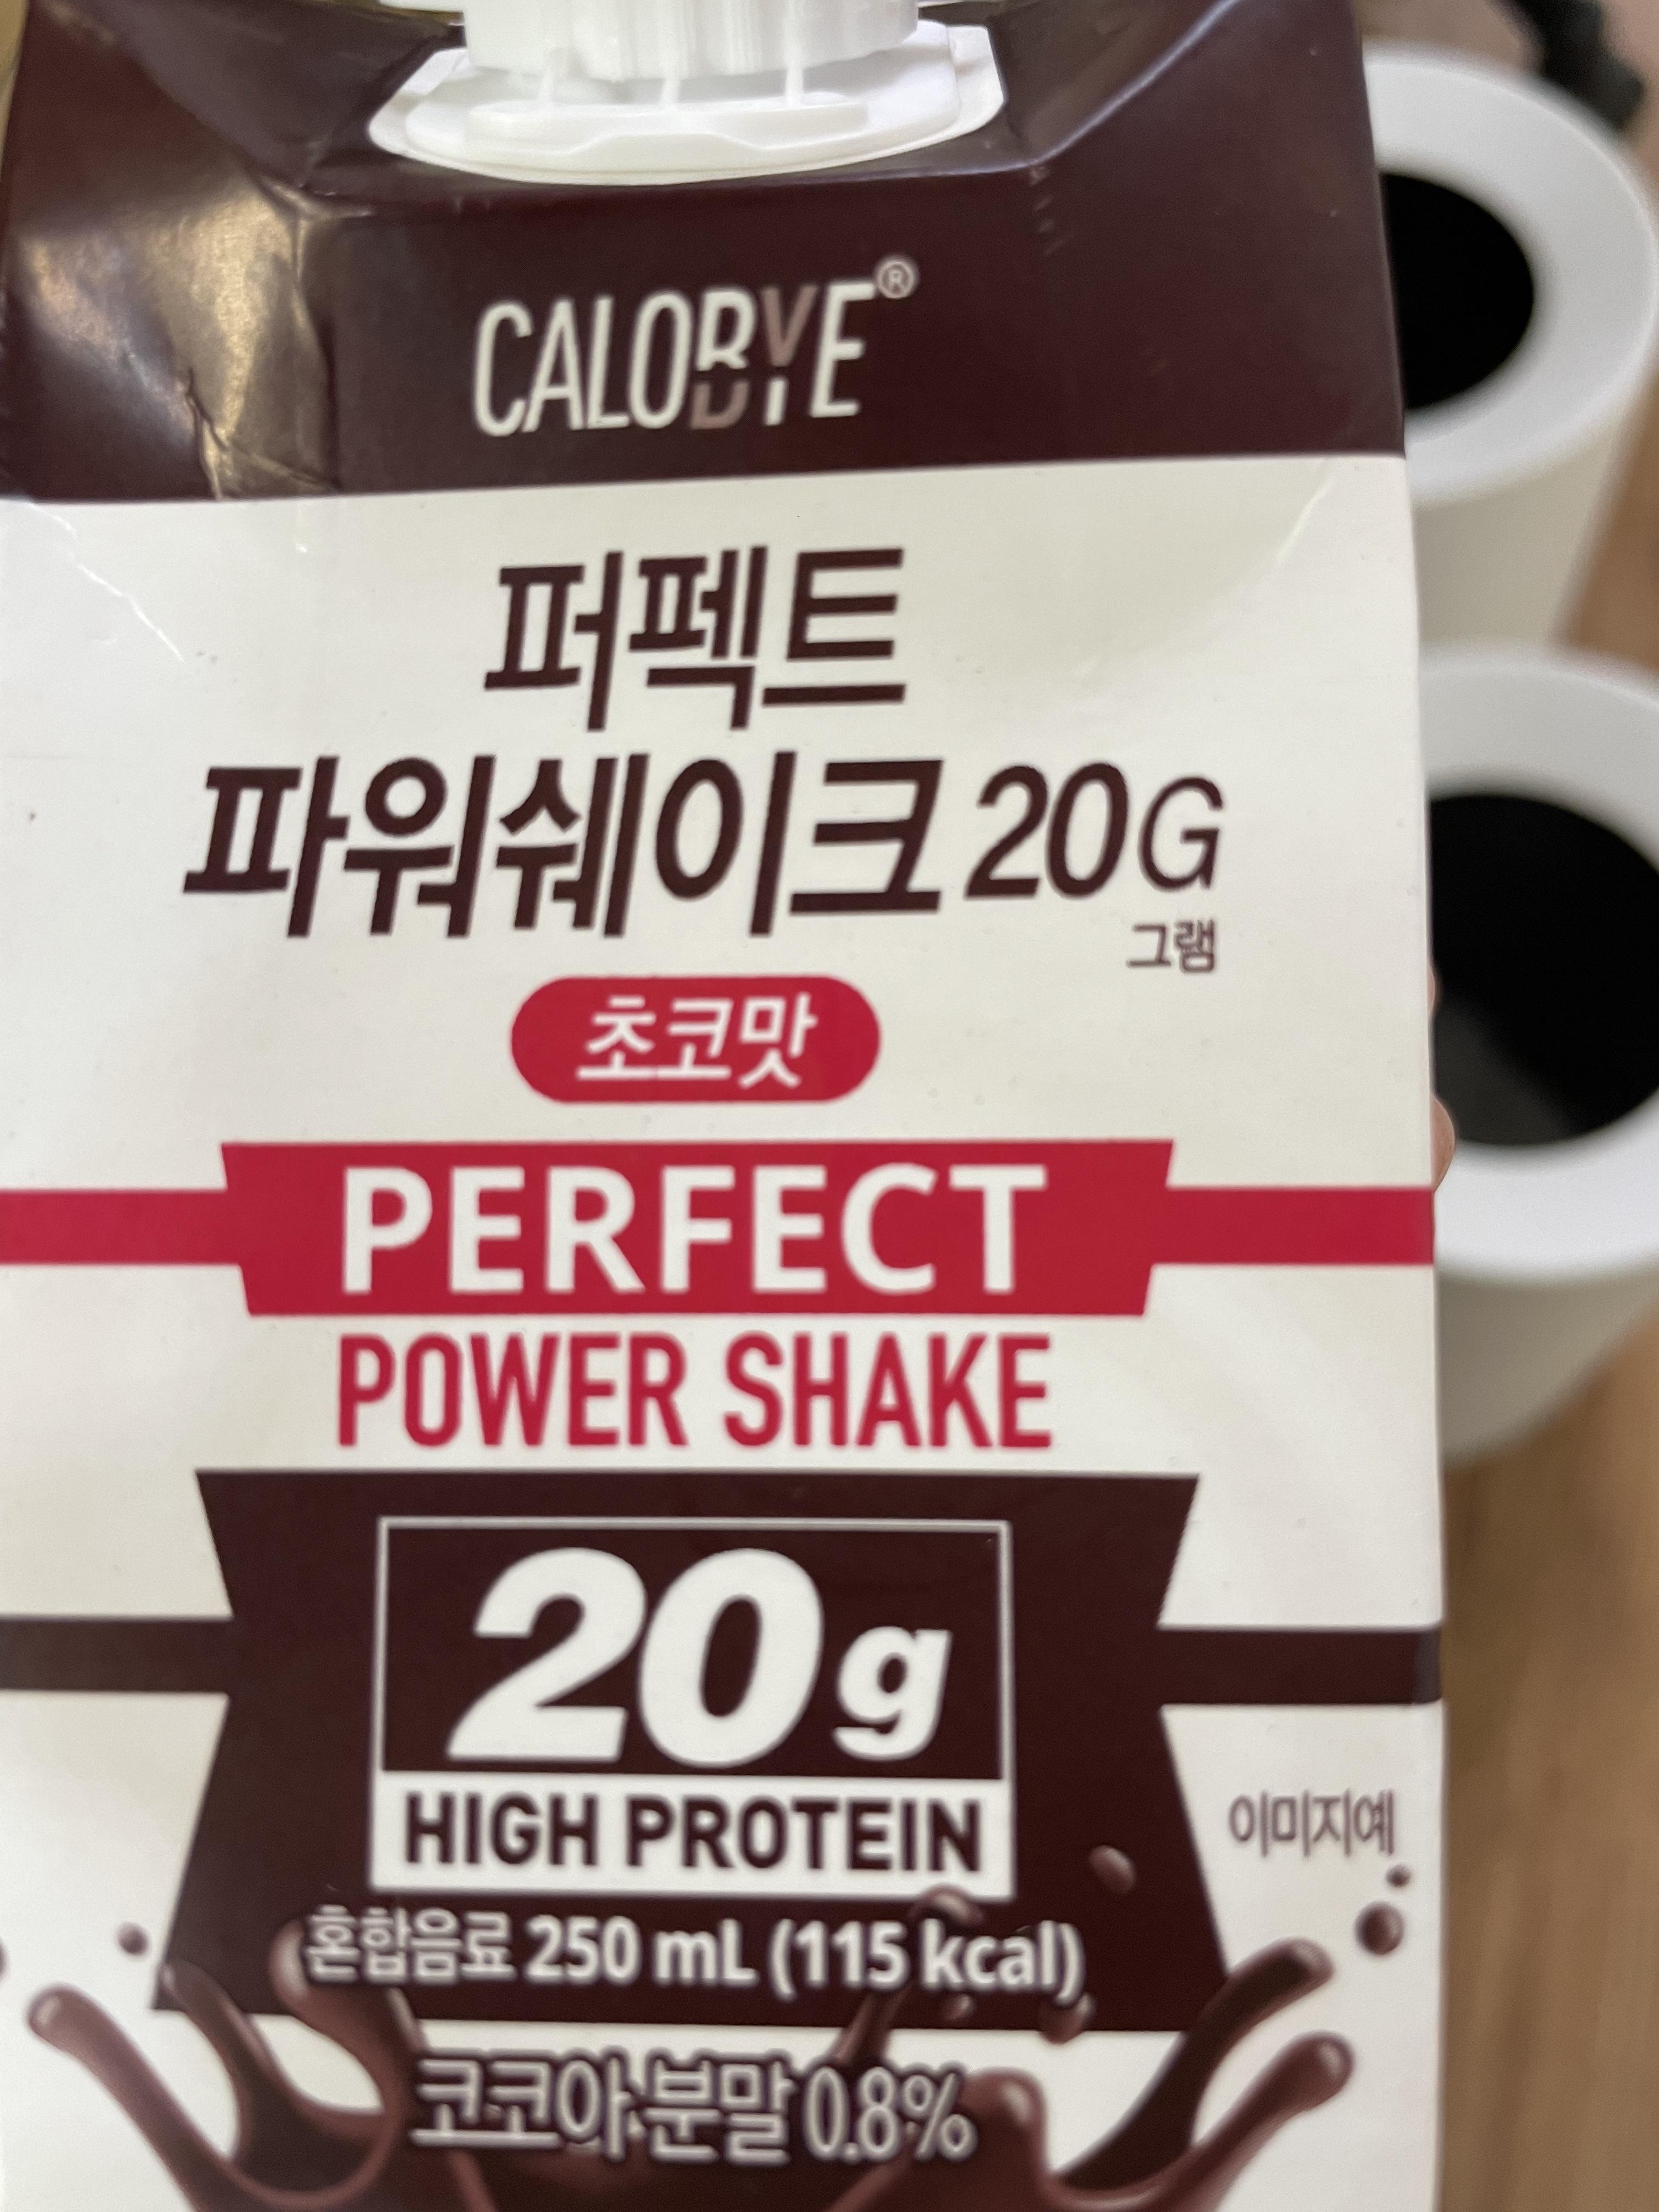 CALOBYE®
퍼펙트
파워쉐이크 20G
그램
초코맛
PERFECT
POWER SHAKE
20g
HIGH PROTEIN
이미지예
혼합음료 250 mL (115 kcal)
코코아분말 0.8%